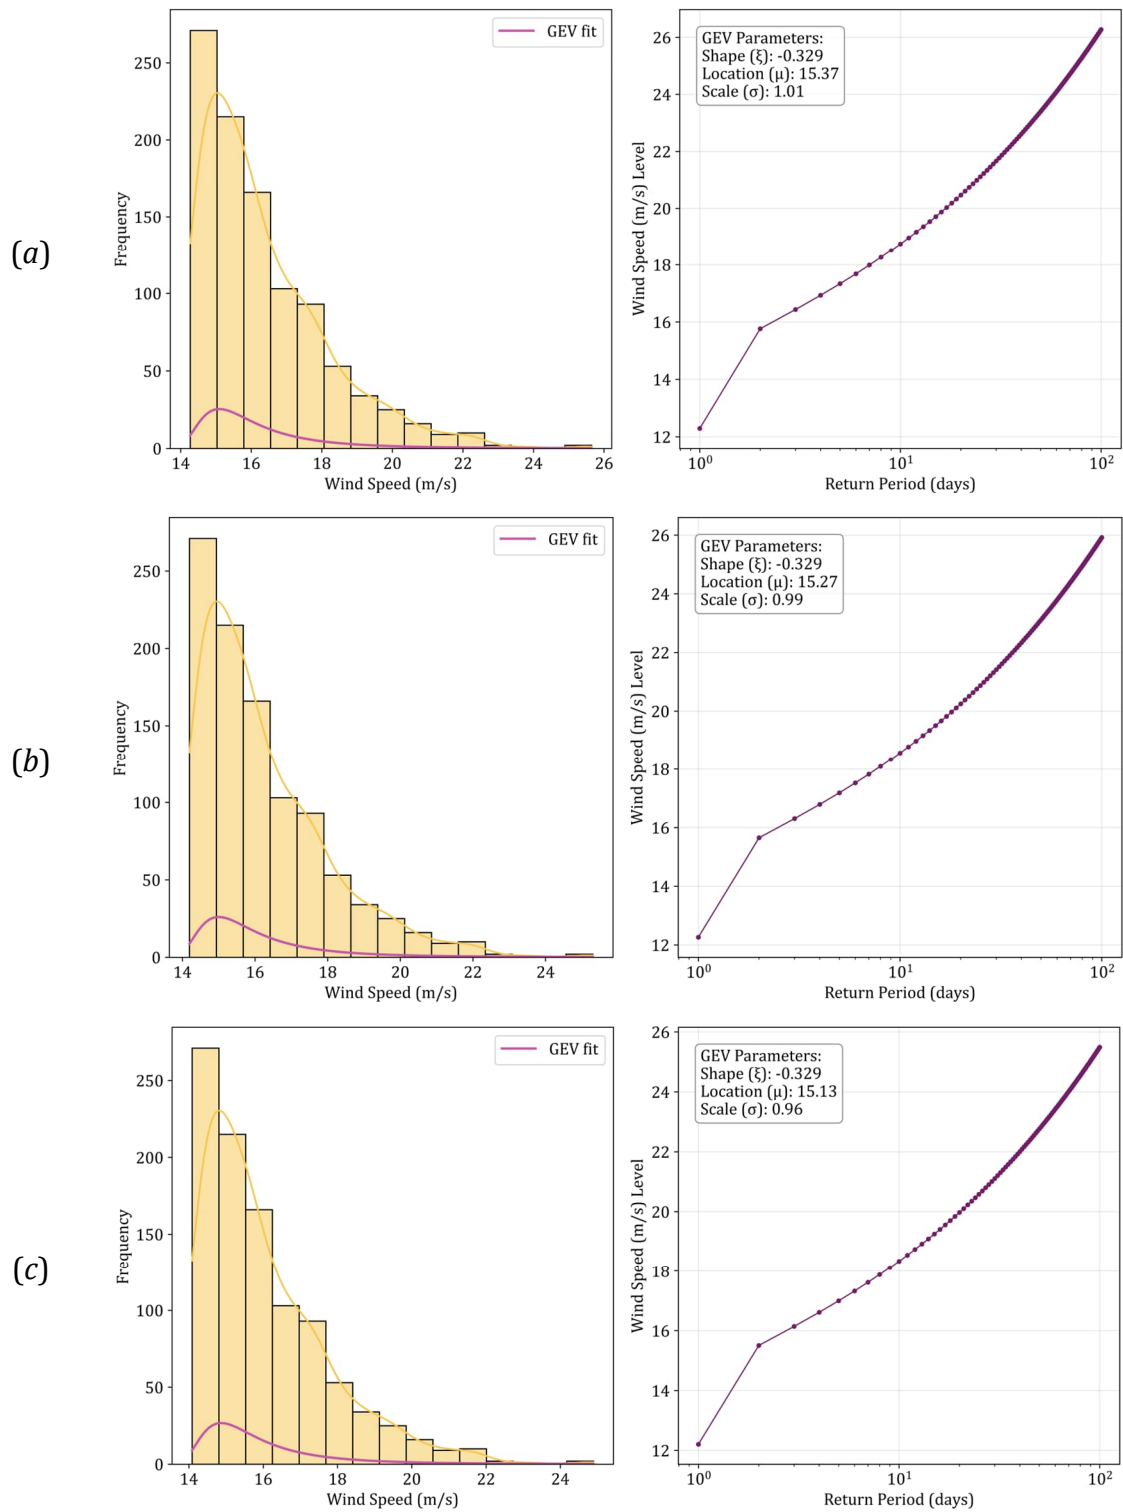 (a)
GEV fit
250
200
150
100
50
0
Frequency
14 16 18 20 22 24 26
Wind Speed (m/s)
GEV Parameters:
Shape (ξ): -0.329
Location (μ): 15.37
Scale (σ): 1.01
26
24
22
20
18
16
14
12
Wind Speed (m/s) Level
10⁰ 10¹ 10²
Return Period (days)
(b)
GEV fit
250
200
150
100
50
0
Frequency
14 16 18 20 22 24
Wind Speed (m/s)
GEV Parameters:
Shape (ξ): -0.329
Location (μ): 15.27
Scale (σ): 0.99
26
24
22
20
18
16
14
12
Wind Speed (m/s) Level
10⁰ 10¹ 10²
Return Period (days)
(c)
GEV fit
250
200
150
100
50
0
Frequency
14 16 18 20 22 24
Wind Speed (m/s)
GEV Parameters:
Shape (ξ): -0.329
Location (μ): 15.13
Scale (σ): 0.96
26
24
22
20
18
16
14
12
Wind Speed (m/s) Level
10⁰ 10¹ 10²
Return Period (days)